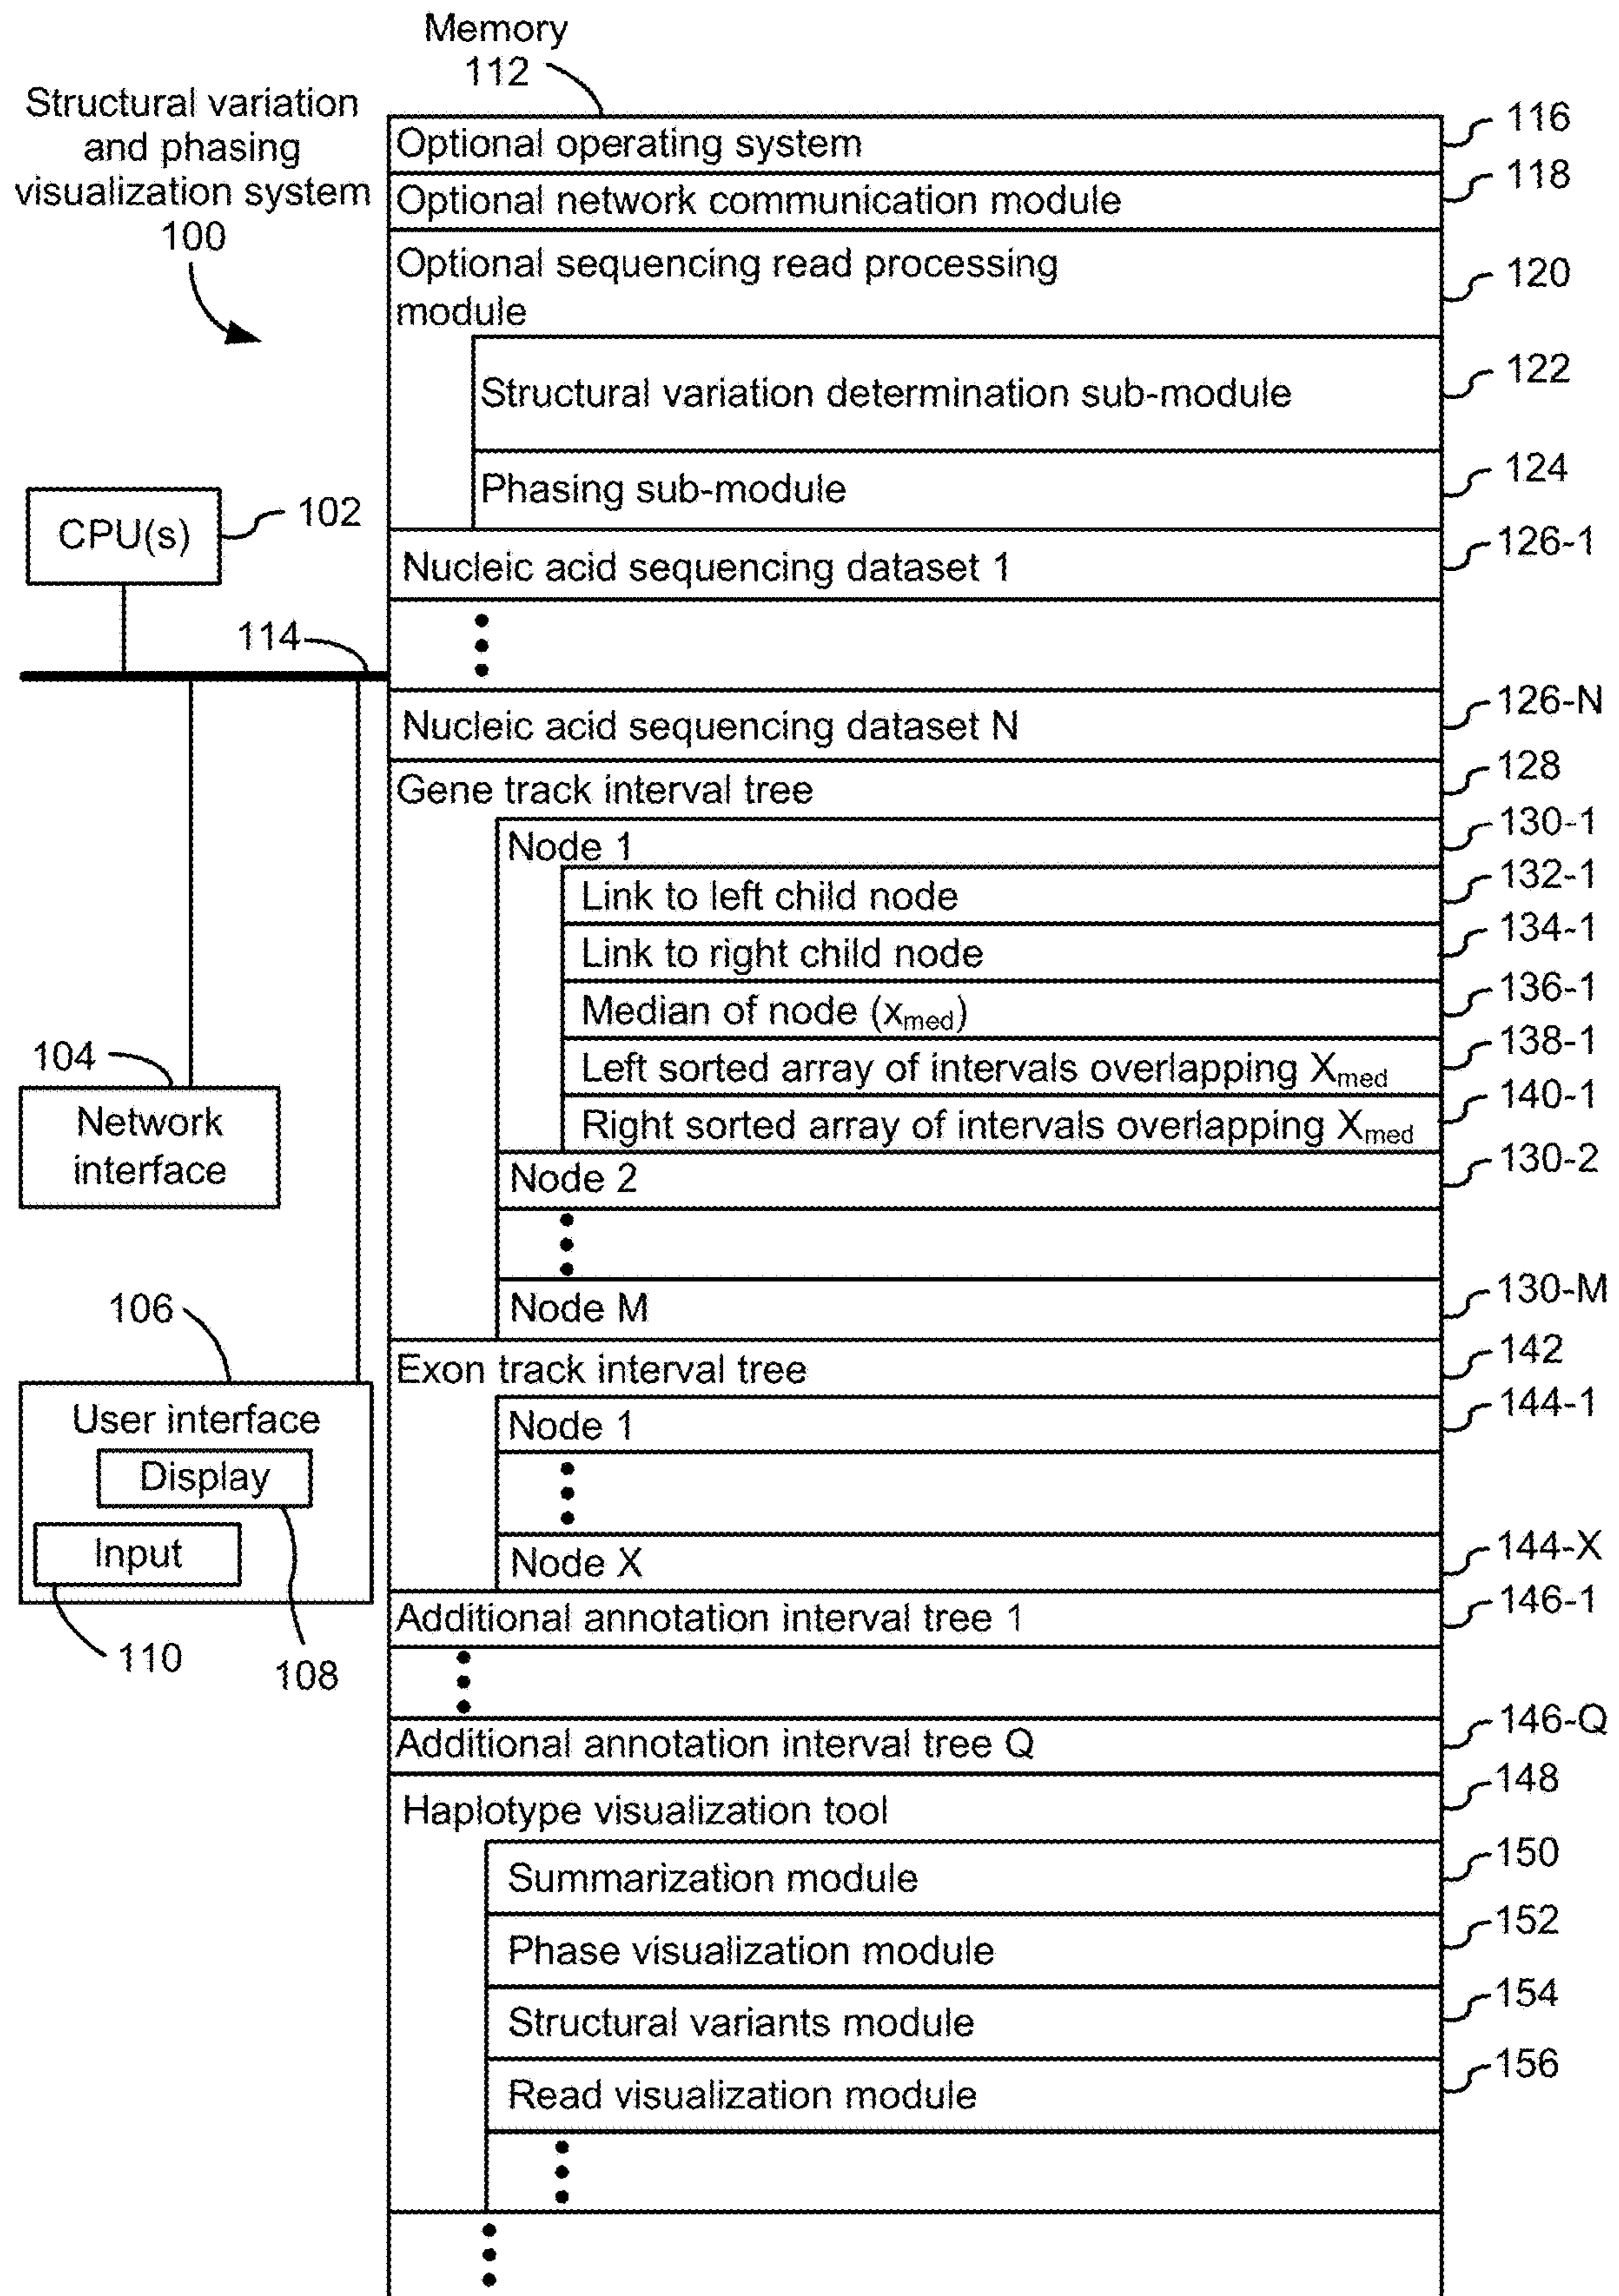 Memory
112
Structural variation
and phasing
visualization system
100
Optional operating system
116
Optional network communication module
118
Optional sequencing read processing
module
120
Structural variation determination sub-module
122
Phasing sub-module
124
CPU(s)
102
Nucleic acid sequencing dataset 1
126-1
114
Nucleic acid sequencing dataset N
126-N
Gene track interval tree
128
Node 1
130-1
Link to left child node
132-1
Link to right child node
134-1
Median of node (xmed)
136-1
Left sorted array of intervals overlapping Xmed
138-1
Right sorted array of intervals overlapping Xmed
140-1
104
Network
interface
Node 2
130-2
Node M
130-M
106
User interface
Display
Input
110
108
Exon track interval tree
142
Node 1
144-1
Node X
144-X
Additional annotation interval tree 1
146-1
Additional annotation interval tree Q
146-Q
Haplotype visualization tool
148
Summarization module
150
Phase visualization module
152
Structural variants module
154
Read visualization module
156